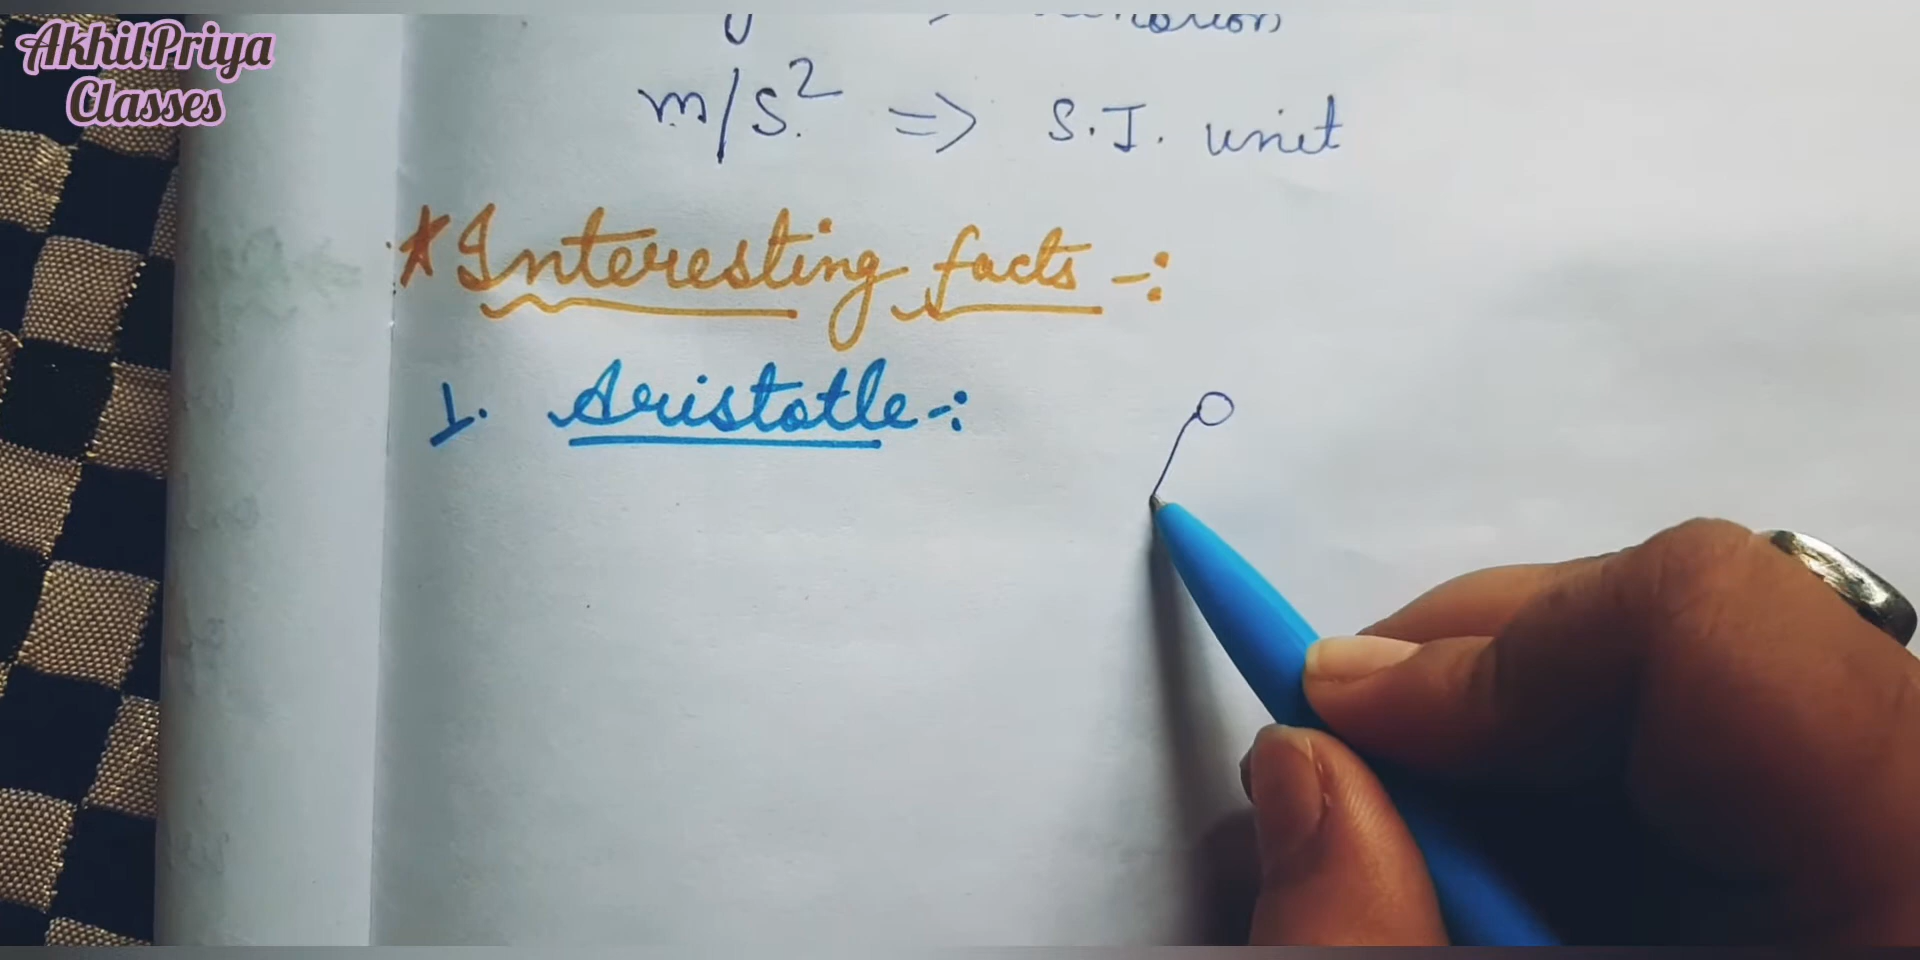 AkhilPriya
Classes
m/s² => S.I. unit
*Interesting facts -:
1. Aristotle -: